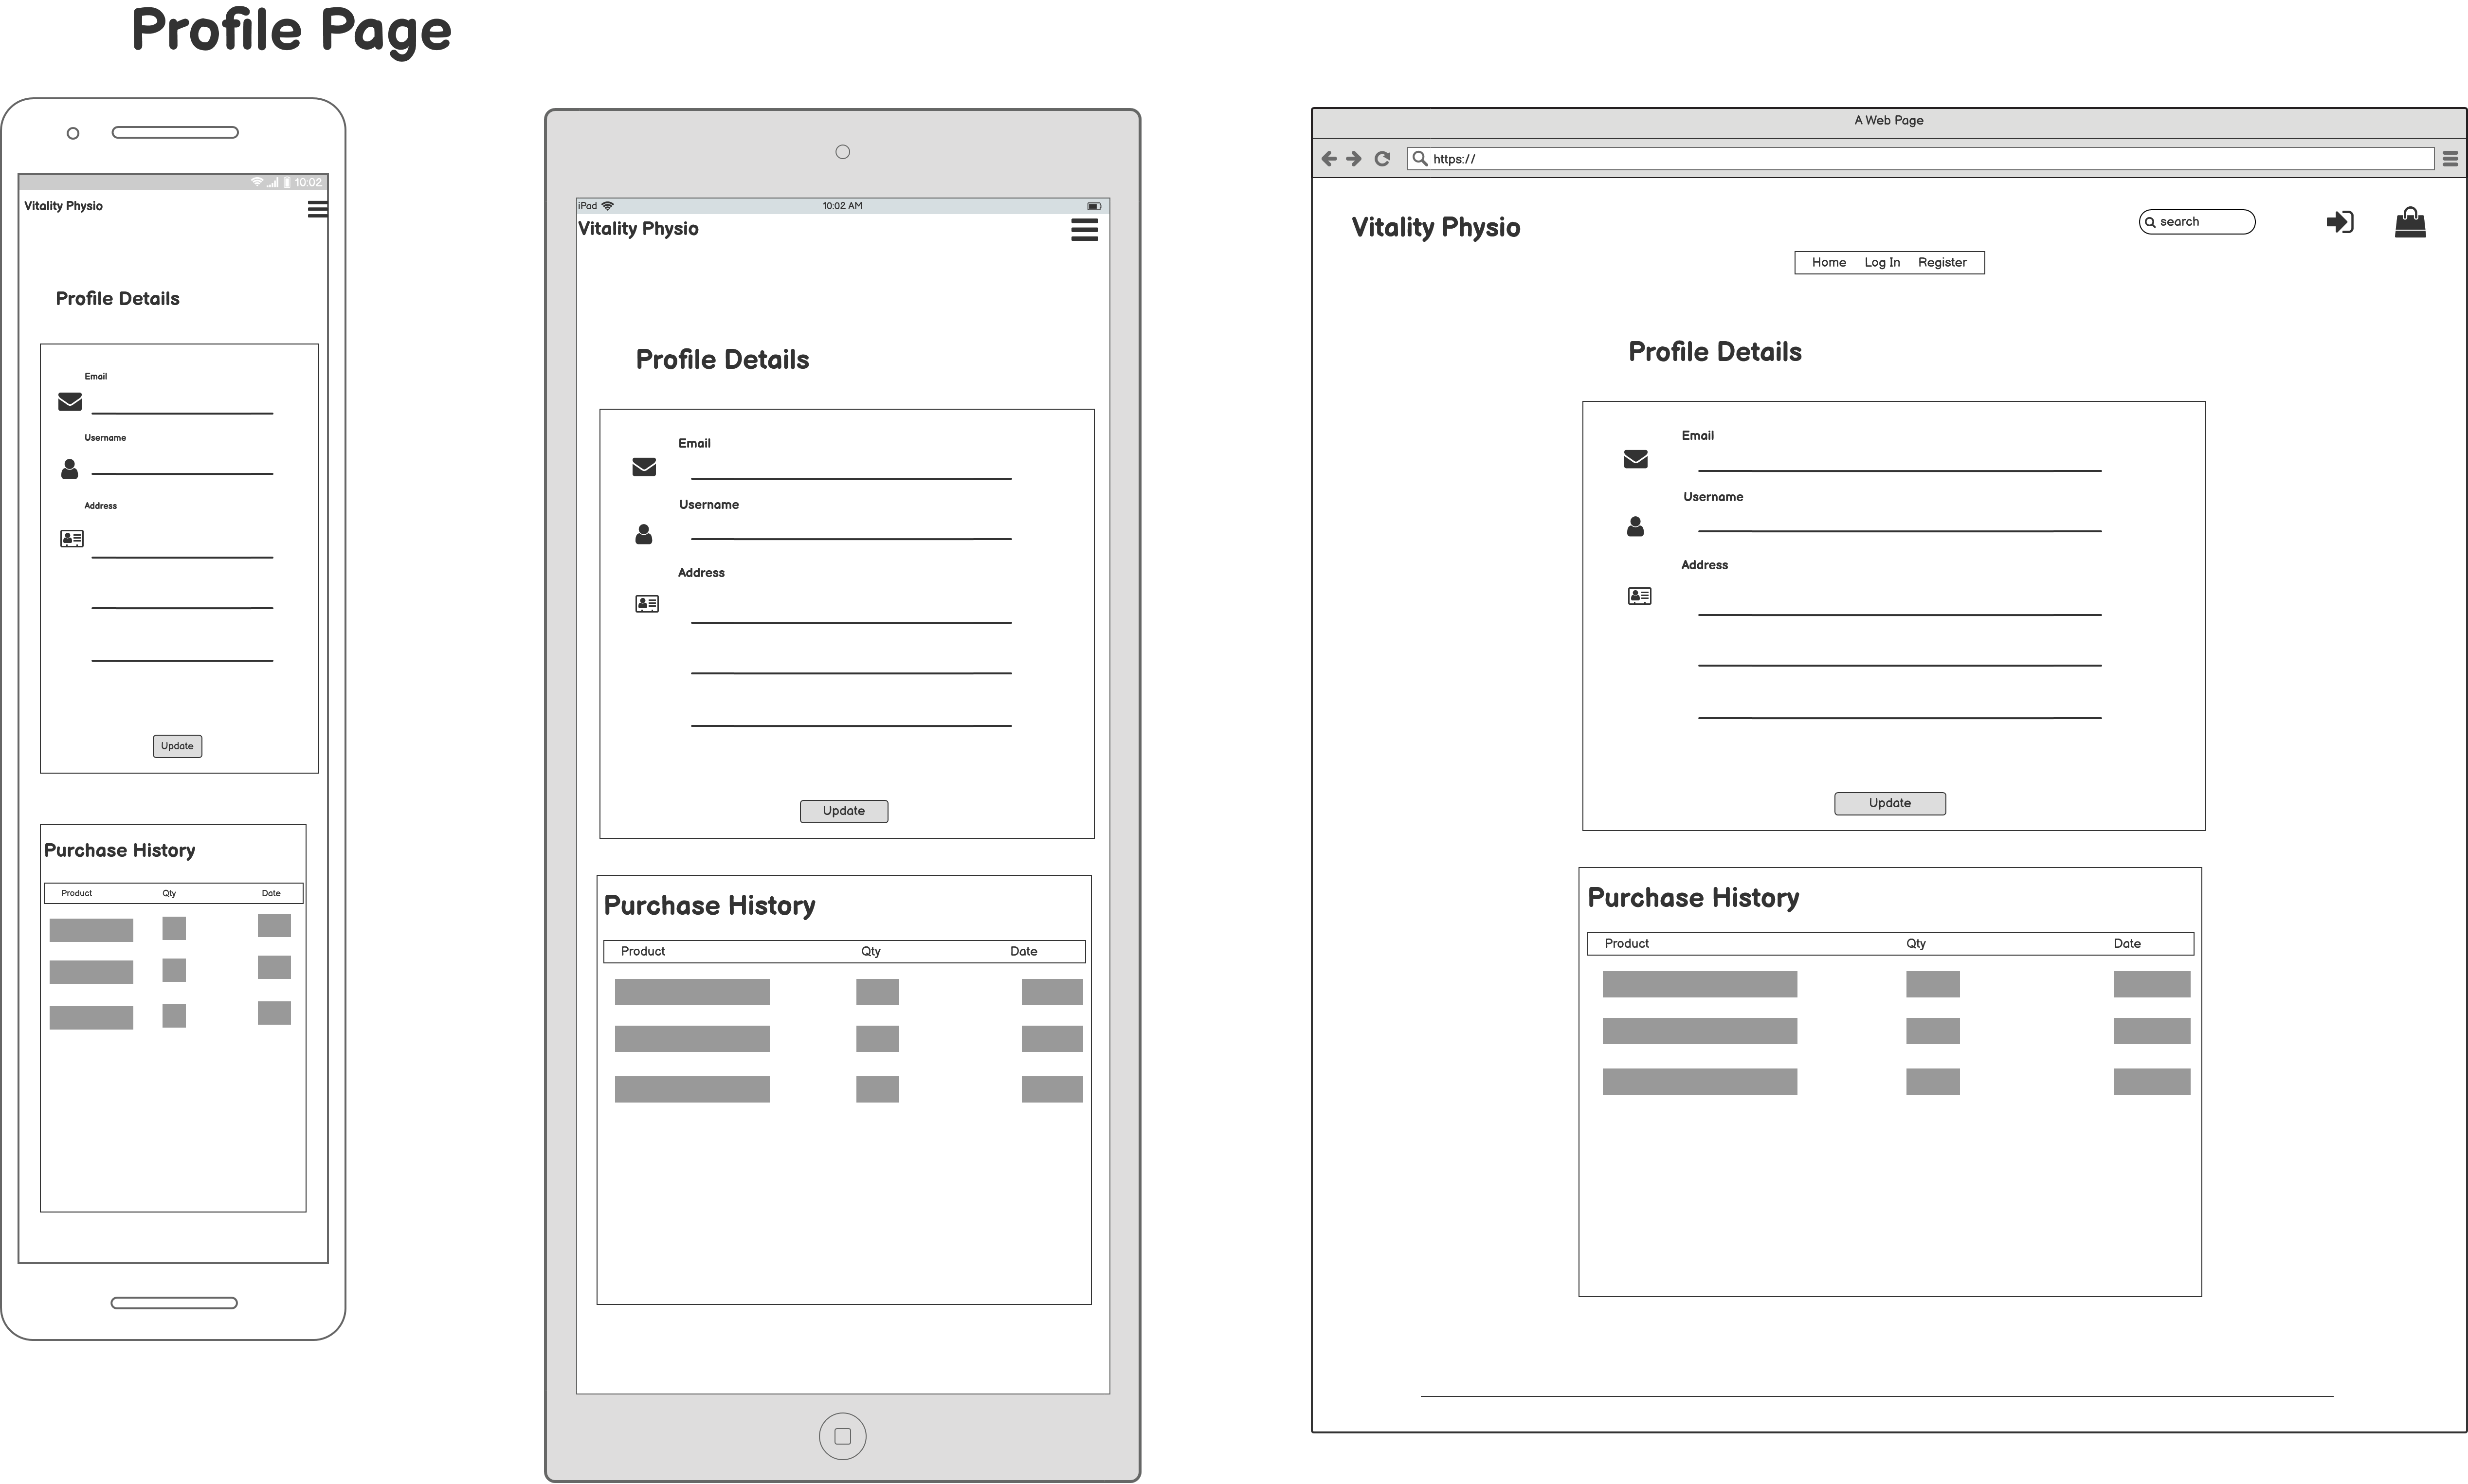 Profile Page
10:02
Vitality Physio
Profile Details
Email
Username
Address
Update
Purchase History
Product Qty Date
iPad 10:02 AM
Vitality Physio
Profile Details
Email
Username
Address
Update
Purchase History
Product Qty Date
A Web Page
https://
Vitality Physio
search
Home Log In Register
Profile Details
Email
Username
Address
Update
Purchase History
Product Qty Date